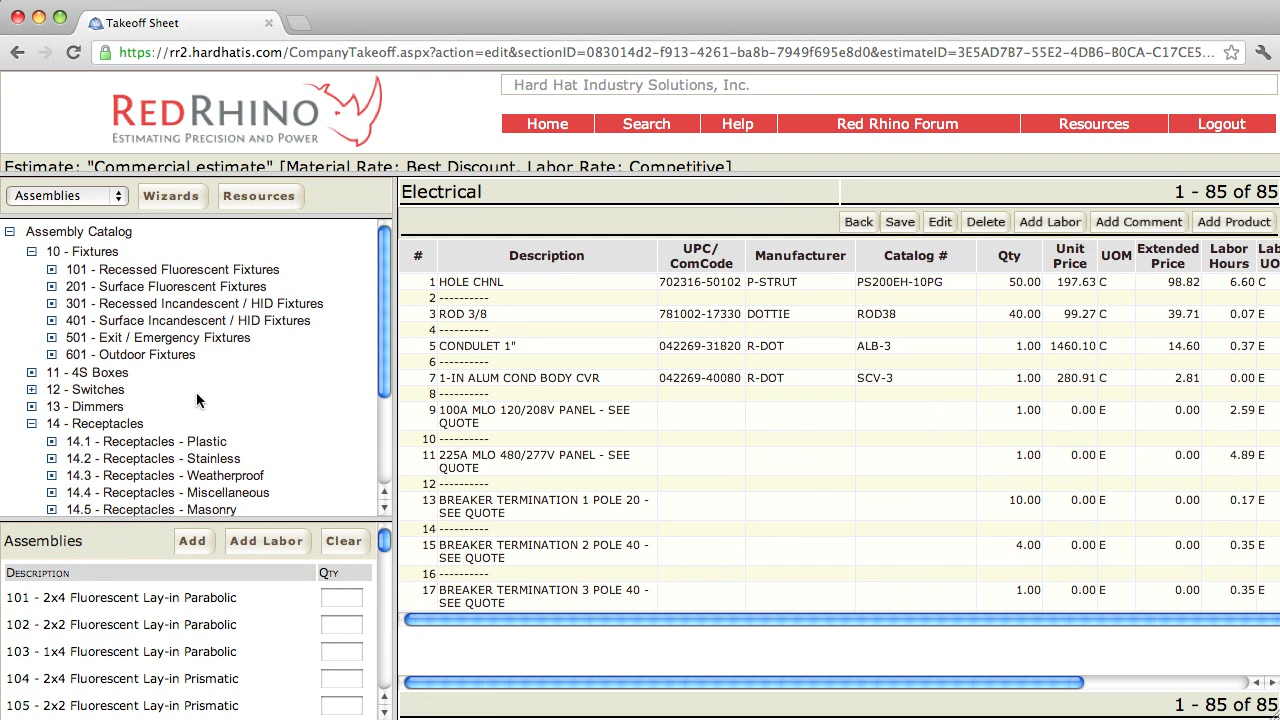 Takeoff Sheet
https://rr2.hardhatis.com/CompanyTakeoff.aspx?action=edit&sectionID=083014d2-f913-4261-ba8b-7949f695e8d0&estimateID=3E5AD7B7-55E2-4DB6-B0CA-C17CE5...
REDRHINO
ESTIMATING PRECISION AND POWER
Hard Hat Industry Solutions, Inc.
Home Search Help Red Rhino Forum Resources Logout
Estimate: "Commercial estimate" [Material Rate: Best Discount, Labor Rate: Competitive]
Assemblies Wizards Resources
Assembly Catalog
10 - Fixtures
101 - Recessed Fluorescent Fixtures
201 - Surface Fluorescent Fixtures
301 - Recessed Incandescent / HID Fixtures
401 - Surface Incandescent / HID Fixtures
501 - Exit / Emergency Fixtures
601 - Outdoor Fixtures
11 - 4S Boxes
12 - Switches
13 - Dimmers
14 - Receptacles
14.1 - Receptacles - Plastic
14.2 - Receptacles - Stainless
14.3 - Receptacles - Weatherproof
14.4 - Receptacles - Miscellaneous
14.5 - Receptacles - Masonry
Assemblies Add Add Labor Clear
DESCRIPTION QTY
101 - 2x4 Fluorescent Lay-in Parabolic
102 - 2x2 Fluorescent Lay-in Parabolic
103 - 1x4 Fluorescent Lay-in Parabolic
104 - 2x4 Fluorescent Lay-in Prismatic
105 - 2x2 Fluorescent Lay-in Prismatic
Electrical 1 - 85 of 85
Back Save Edit Delete Add Labor Add Comment Add Product
# Description UPC/ ComCode Manufacturer Catalog # Qty Unit Price UOM Extended Price Labor Hours Lab UO
1 HOLE CHNL 702316-50102 P-STRUT PS200EH-10PG 50.00 197.63 C 98.82 6.60 C
2 ----------
3 ROD 3/8 781002-17330 DOTTIE ROD38 40.00 99.27 C 39.71 0.07 E
4 ----------
5 CONDULET 1" 042269-31820 R-DOT ALB-3 1.00 1460.10 C 14.60 0.37 E
6 ----------
7 1-IN ALUM COND BODY CVR 042269-40080 R-DOT SCV-3 1.00 280.91 C 2.81 0.00 E
8 ----------
9 100A MLO 120/208V PANEL - SEE 1.00 0.00 E 0.00 2.59 E
QUOTE
10 ----------
11 225A MLO 480/277V PANEL - SEE 1.00 0.00 E 0.00 4.89 E
QUOTE
12 ----------
13 BREAKER TERMINATION 1 POLE 20 - 10.00 0.00 E 0.00 0.17 E
SEE QUOTE
14 ----------
15 BREAKER TERMINATION 2 POLE 40 - 4.00 0.00 E 0.00 0.35 E
SEE QUOTE
16 ----------
17 BREAKER TERMINATION 3 POLE 40 - 1.00 0.00 E 0.00 0.35 E
SEE QUOTE
1 - 85 of 85